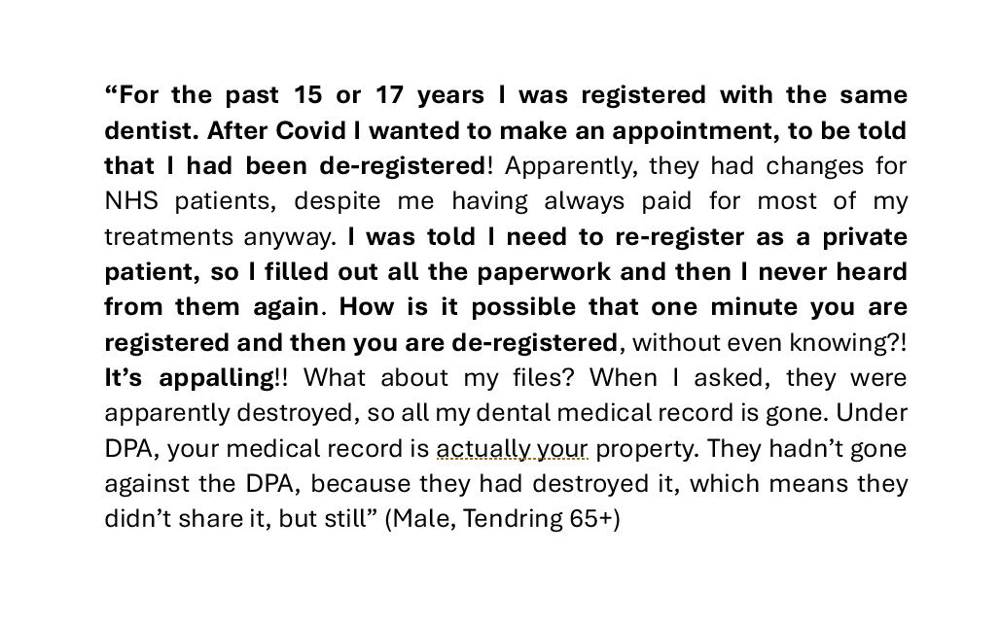 “For the past 15 or 17 years I was registered with the same
dentist. After Covid I wanted to make an appointment, to be told
that I had been de-registered! Apparently, they had changes for
NHS patients, despite me having always paid for most of my
treatments anyway. I was told I need to re-register as a private
patient, so I filled out all the paperwork and then I never heard
from them again. How is it possible that one minute you are
registered and then you are de-registered, without even knowing?!
It’s appalling!! What about my files? When I asked, they were
apparently destroyed, so all my dental medical record is gone. Under
DPA, your medical record is actually your property. They hadn’t gone
against the DPA, because they had destroyed it, which means they
didn’t share it, but still” (Male, Tendring 65+)